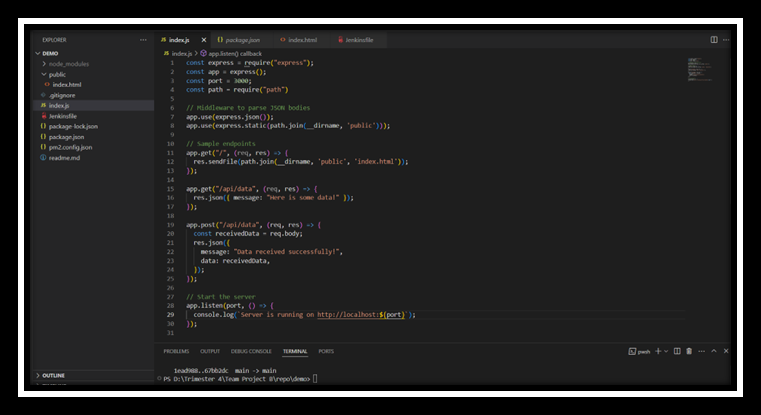 EXPLORER ...
DEMO
node_modules
public
index.html
.gitignore
index.js
Jenkinsfile
package-lock.json
package.json
pm2.config.json
readme.md
OUTLINE
index.js package.json index.html Jenkinsfile
index.js > app.listen() callback
1 const express = require("express");
2 const app = express();
3 const port = 3000;
4 const path = require("path")
5
6 // Middleware to parse JSON bodies
7 app.use(express.json());
8 app.use(express.static(path.join(__dirname, 'public')));
9
10 // Sample endpoints
11 app.get("/", (req, res) => {
12 res.sendFile(path.join(__dirname, 'public', 'index.html'));
13 });
14
15 app.get("/api/data", (req, res) => {
16 res.json({ message: "Here is some data!" });
17 });
18
19 app.post("/api/data", (req, res) => {
20 const receivedData = req.body;
21 res.json({
22 message: "Data received successfully!",
23 data: receivedData,
24 });
25 });
26
27 // Start the server
28 app.listen(port, () => {
29 console.log(`Server is running on http://localhost:${port}`);
30 });
31
PROBLEMS OUTPUT DEBUG CONSOLE TERMINAL PORTS pwsh
1ead988..67bb2dc main -> main
PS D:\Trimester 4\Team Project B\repo\demo>